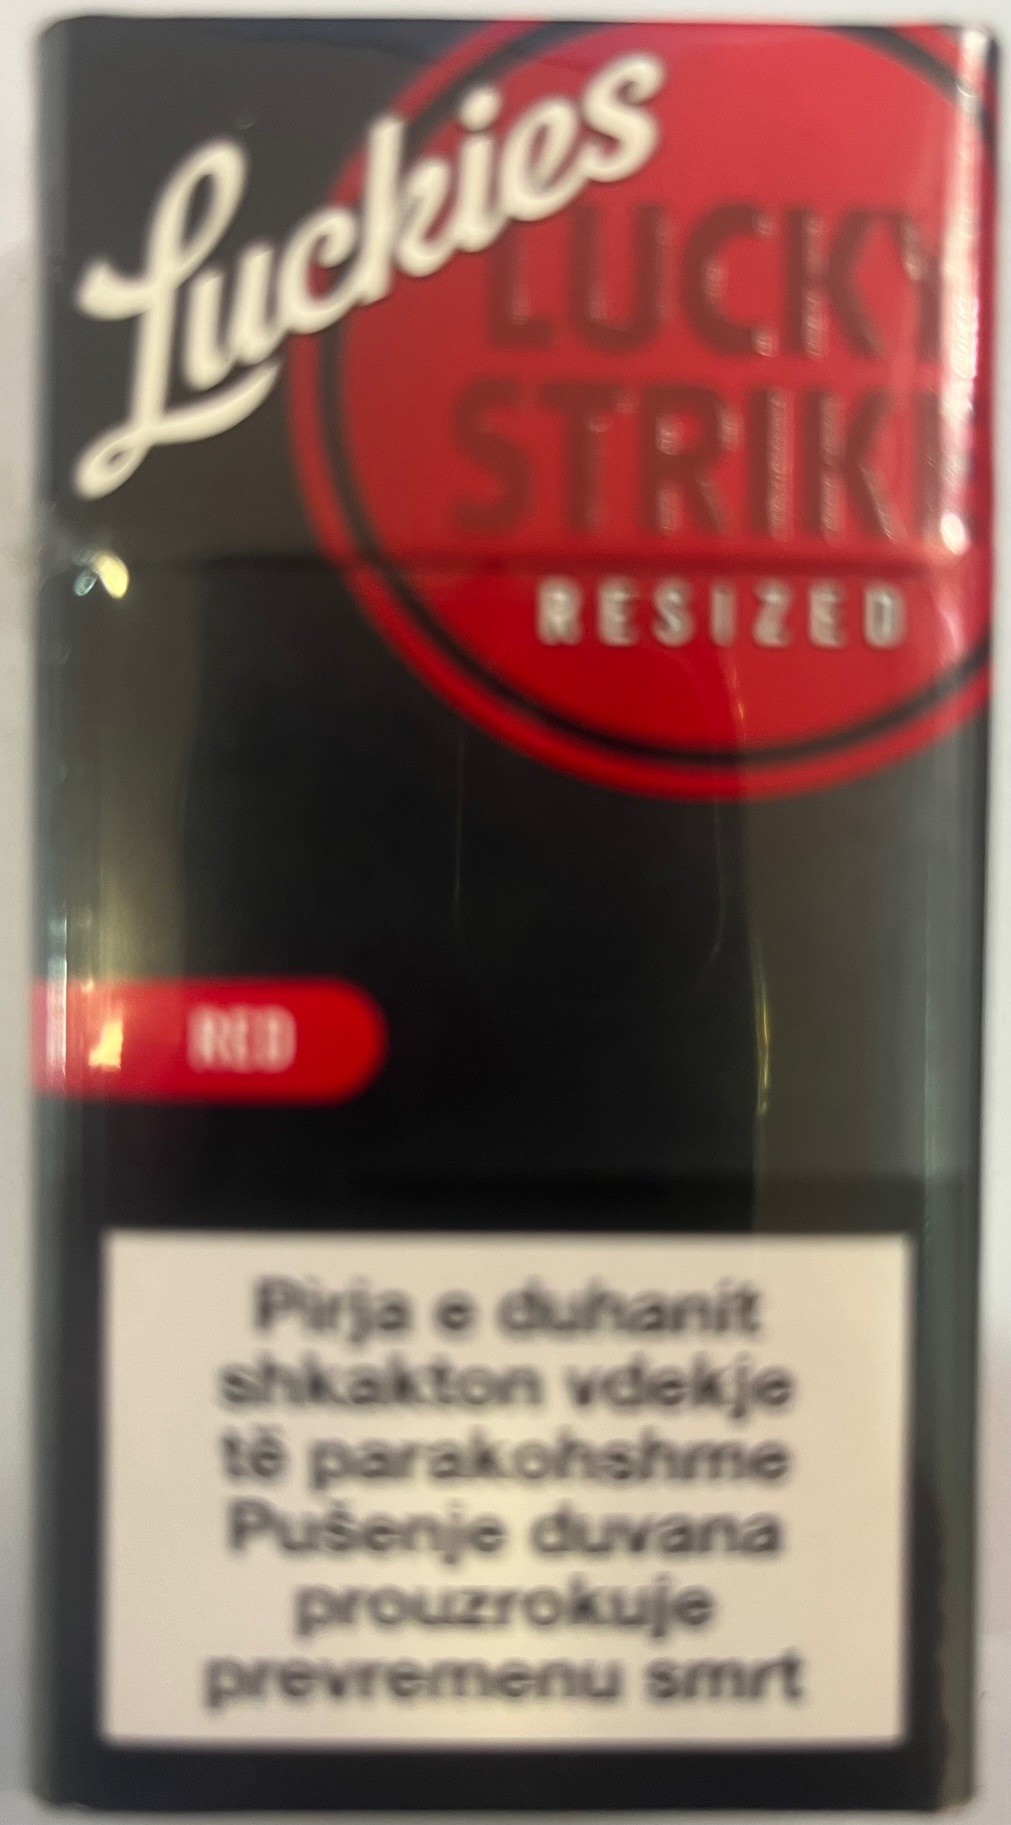 Luckies
LUCKY
STRIKE
RESIZED
RED
Pirja e duhanit
shkakton vdekje
të parakohshme
Pušenje duvana
prouzrokuje
prevremenu smrt